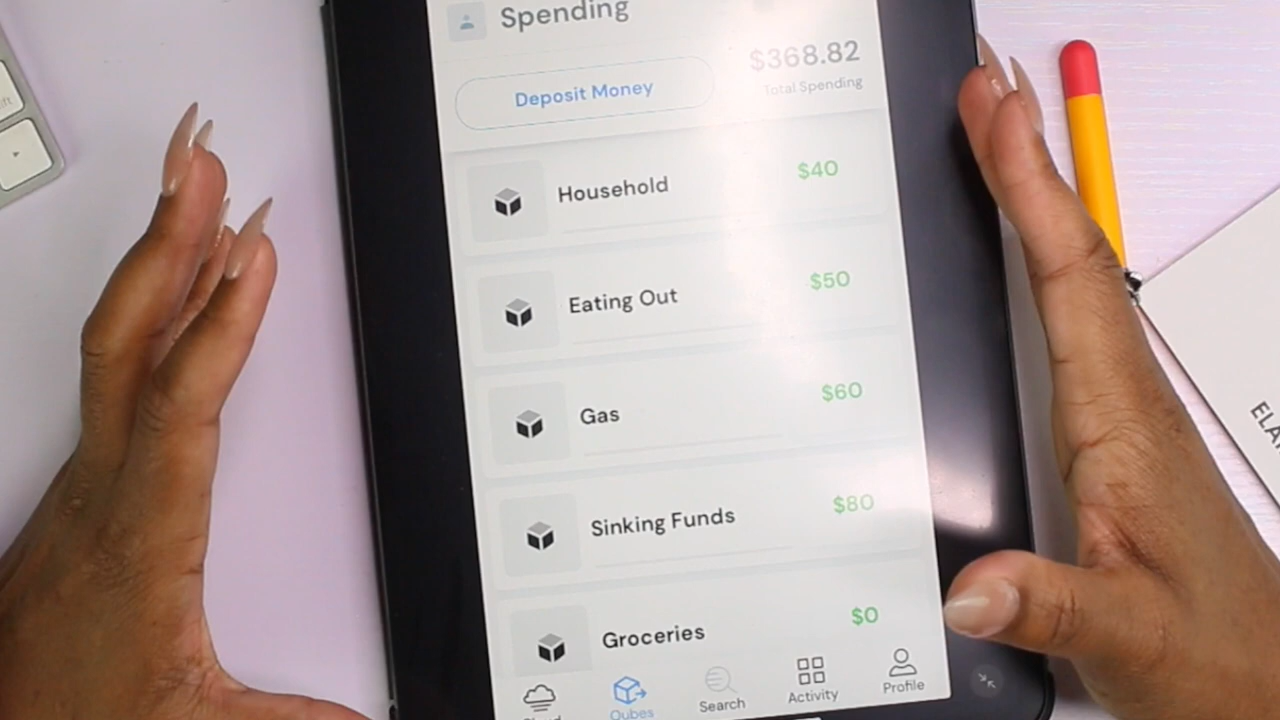 Spending
$368.82
Deposit Money
Total Spending
Household
$40
Eating Out
$50
Gas
$60
Sinking Funds
$80
Groceries
$0
Cloud
Qubes
Search
Activity
Profile